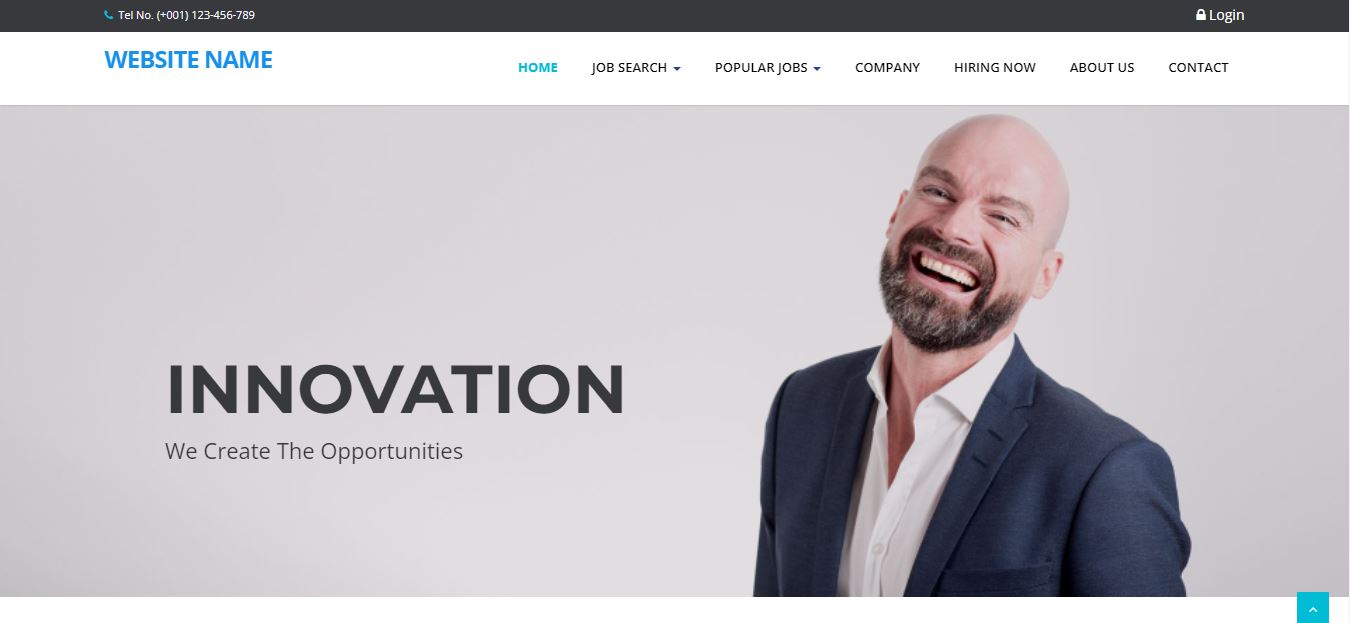 Tel No. (+001) 123-456-789
Login
WEBSITE NAME
HOME JOB SEARCH POPULAR JOBS COMPANY HIRING NOW ABOUT US CONTACT
INNOVATION
We Create The Opportunities